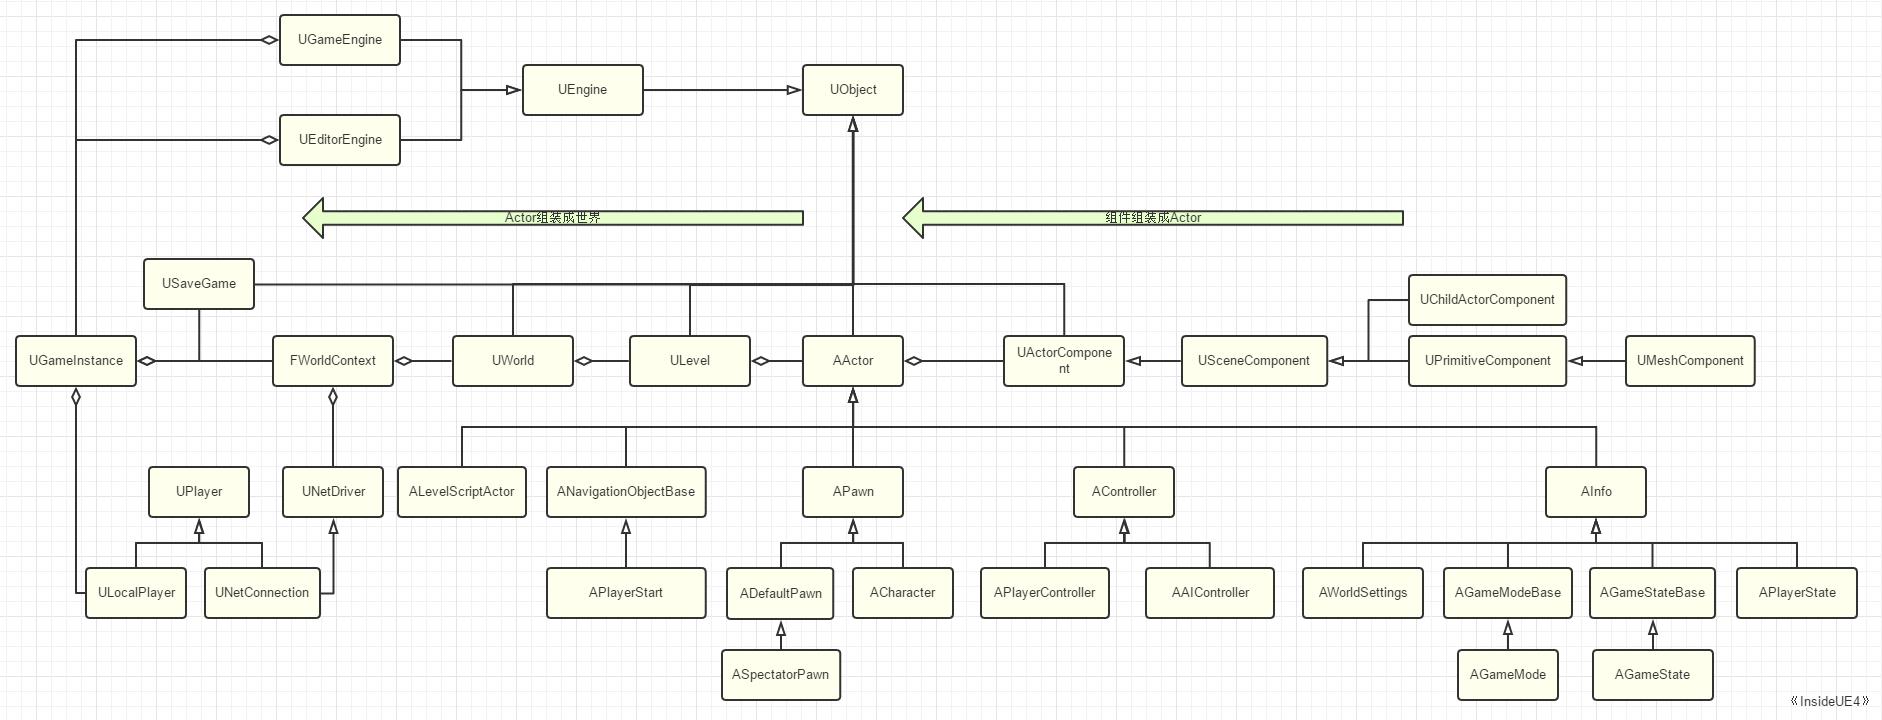 UGameEngine
UEngine
UObject
UEditorEngine
Actor组装成世界
组件组装成Actor
USaveGame
UChildActorComponent
UGameInstance
FWorldContext
UWorld
ULevel
AActor
UActorCompone
nt
USceneComponent
UPrimitiveComponent
UMeshComponent
UPlayer
UNetDriver
ALevelScriptActor
ANavigationObjectBase
APawn
AController
AInfo
ULocalPlayer
UNetConnection
APlayerStart
ADefaultPawn
ACharacter
APlayerController
AAIController
AWorldSettings
AGameModeBase
AGameStateBase
APlayerState
ASpectatorPawn
AGameMode
AGameState
《InsideUE4》